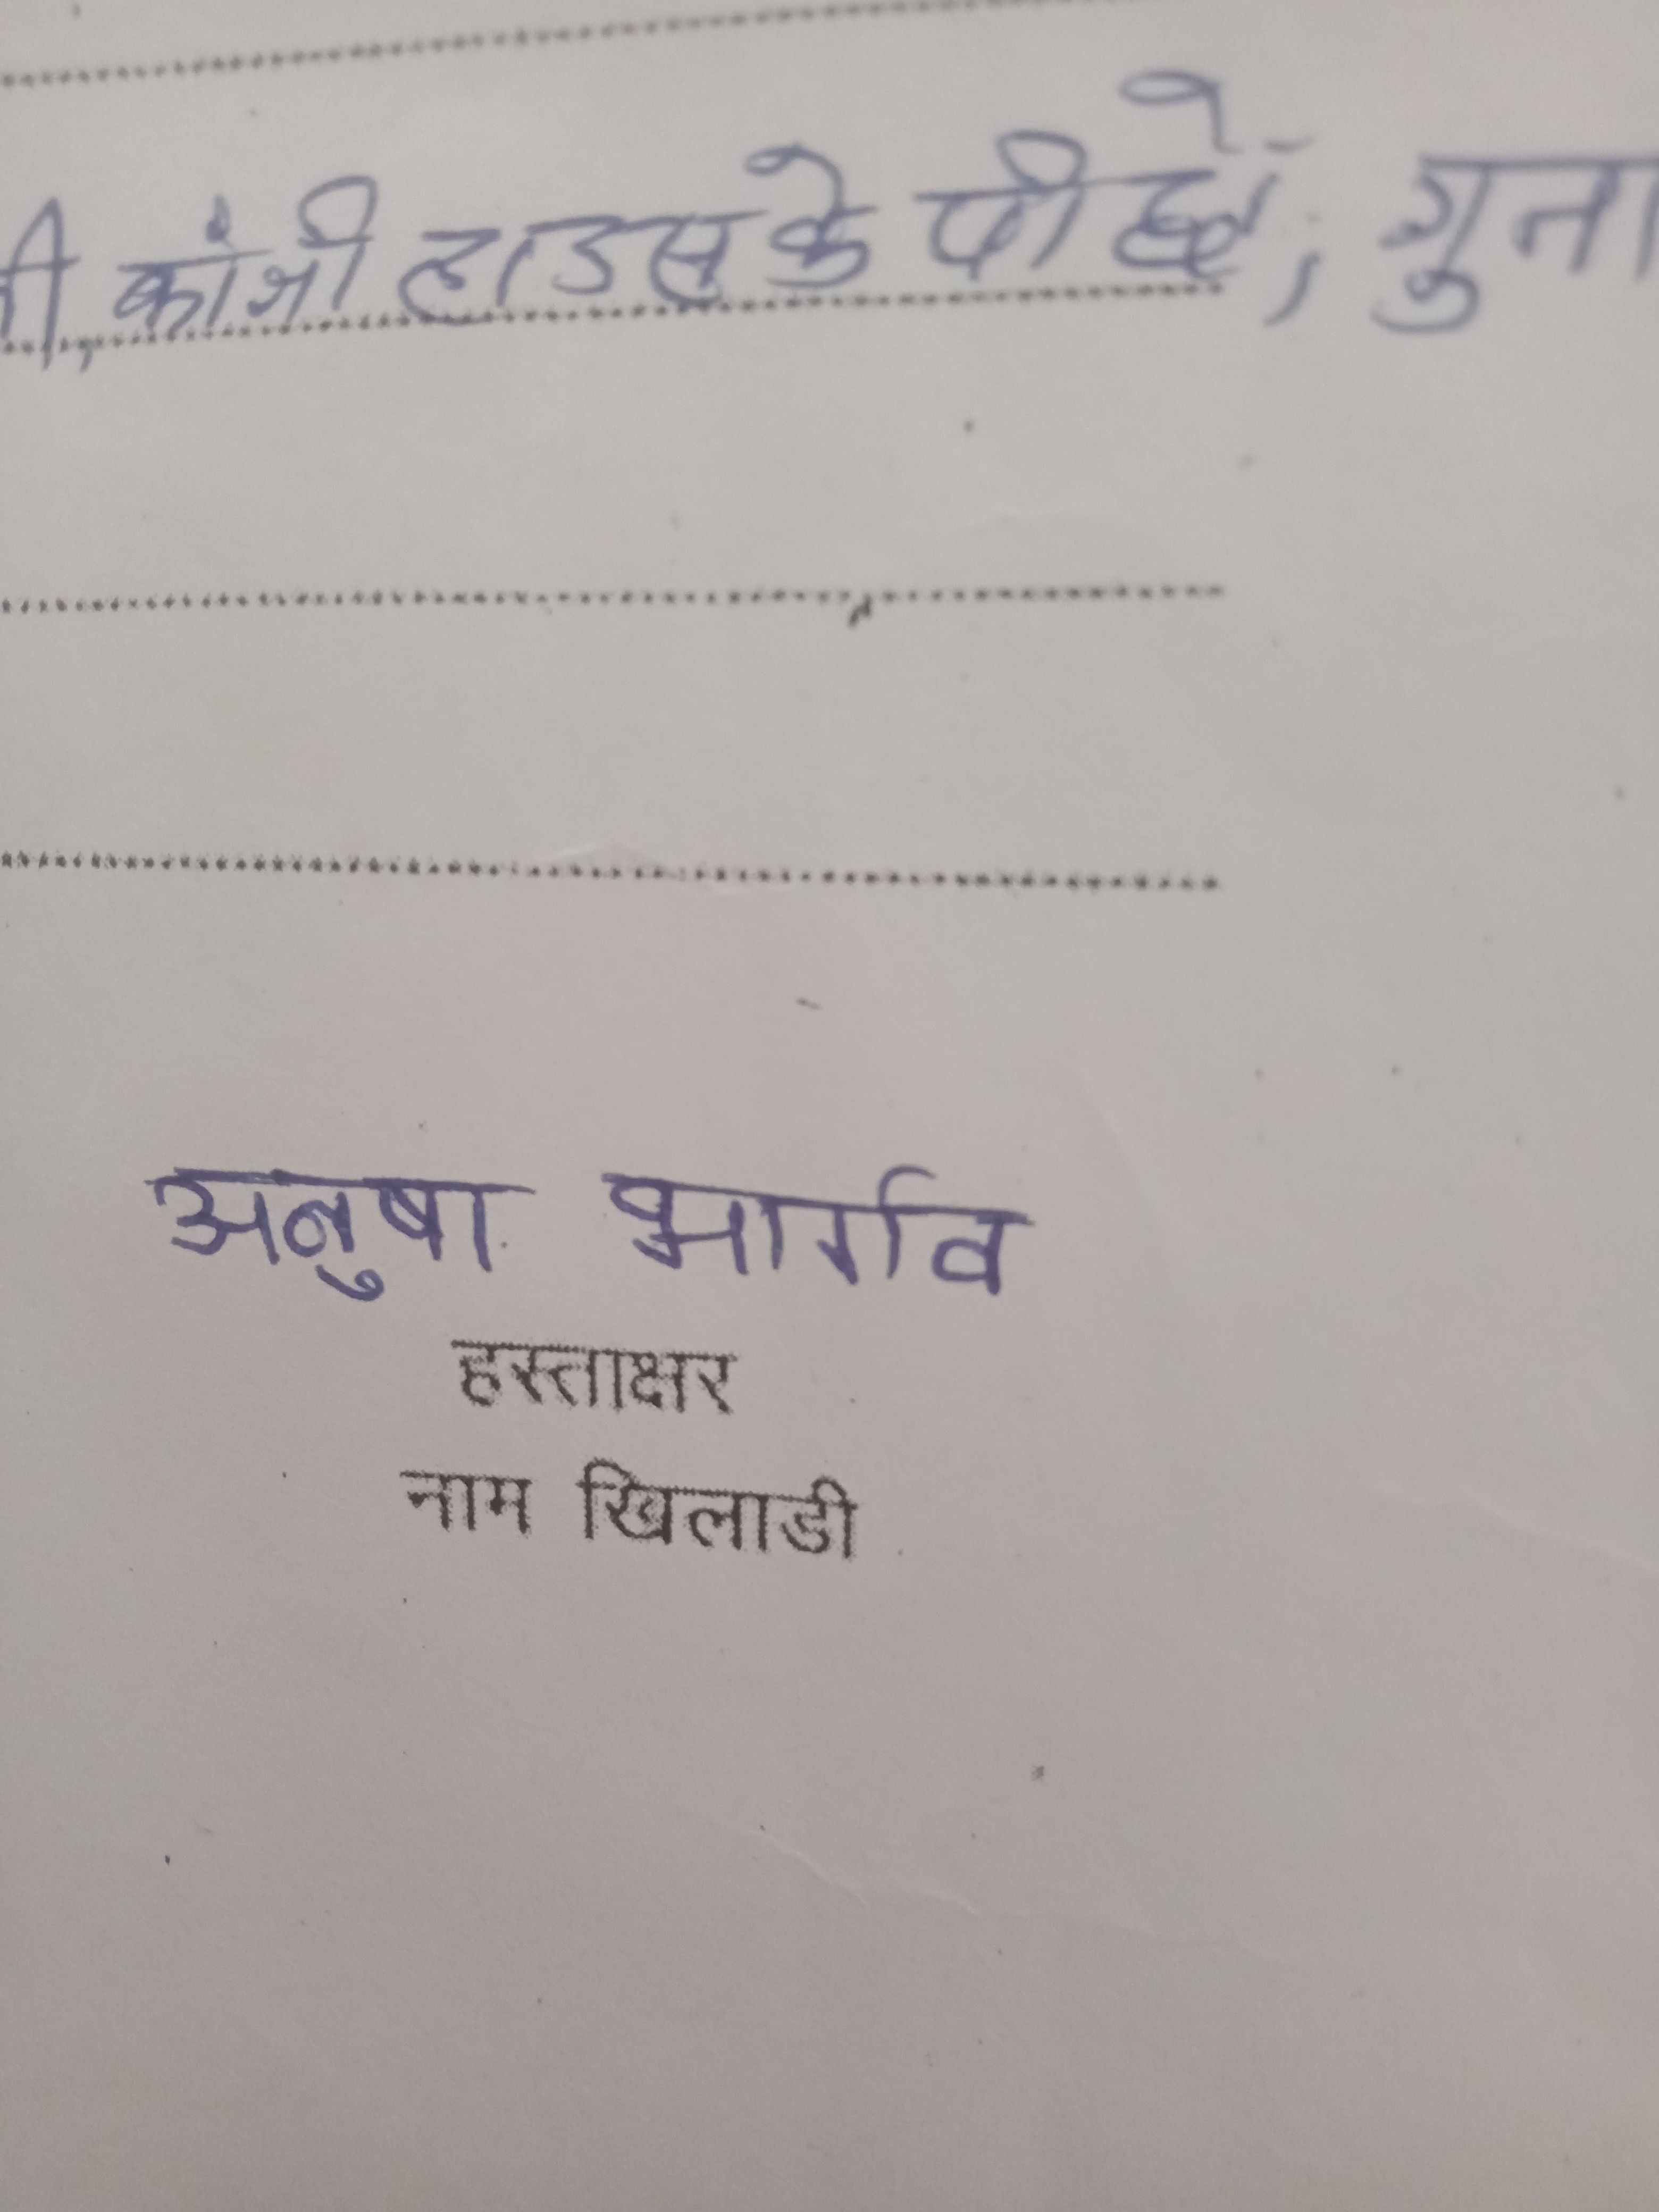 कांजी हाउस के पीछे, गुना
अनुषा भार्गव
हस्ताक्षर
नाम खिलाडी